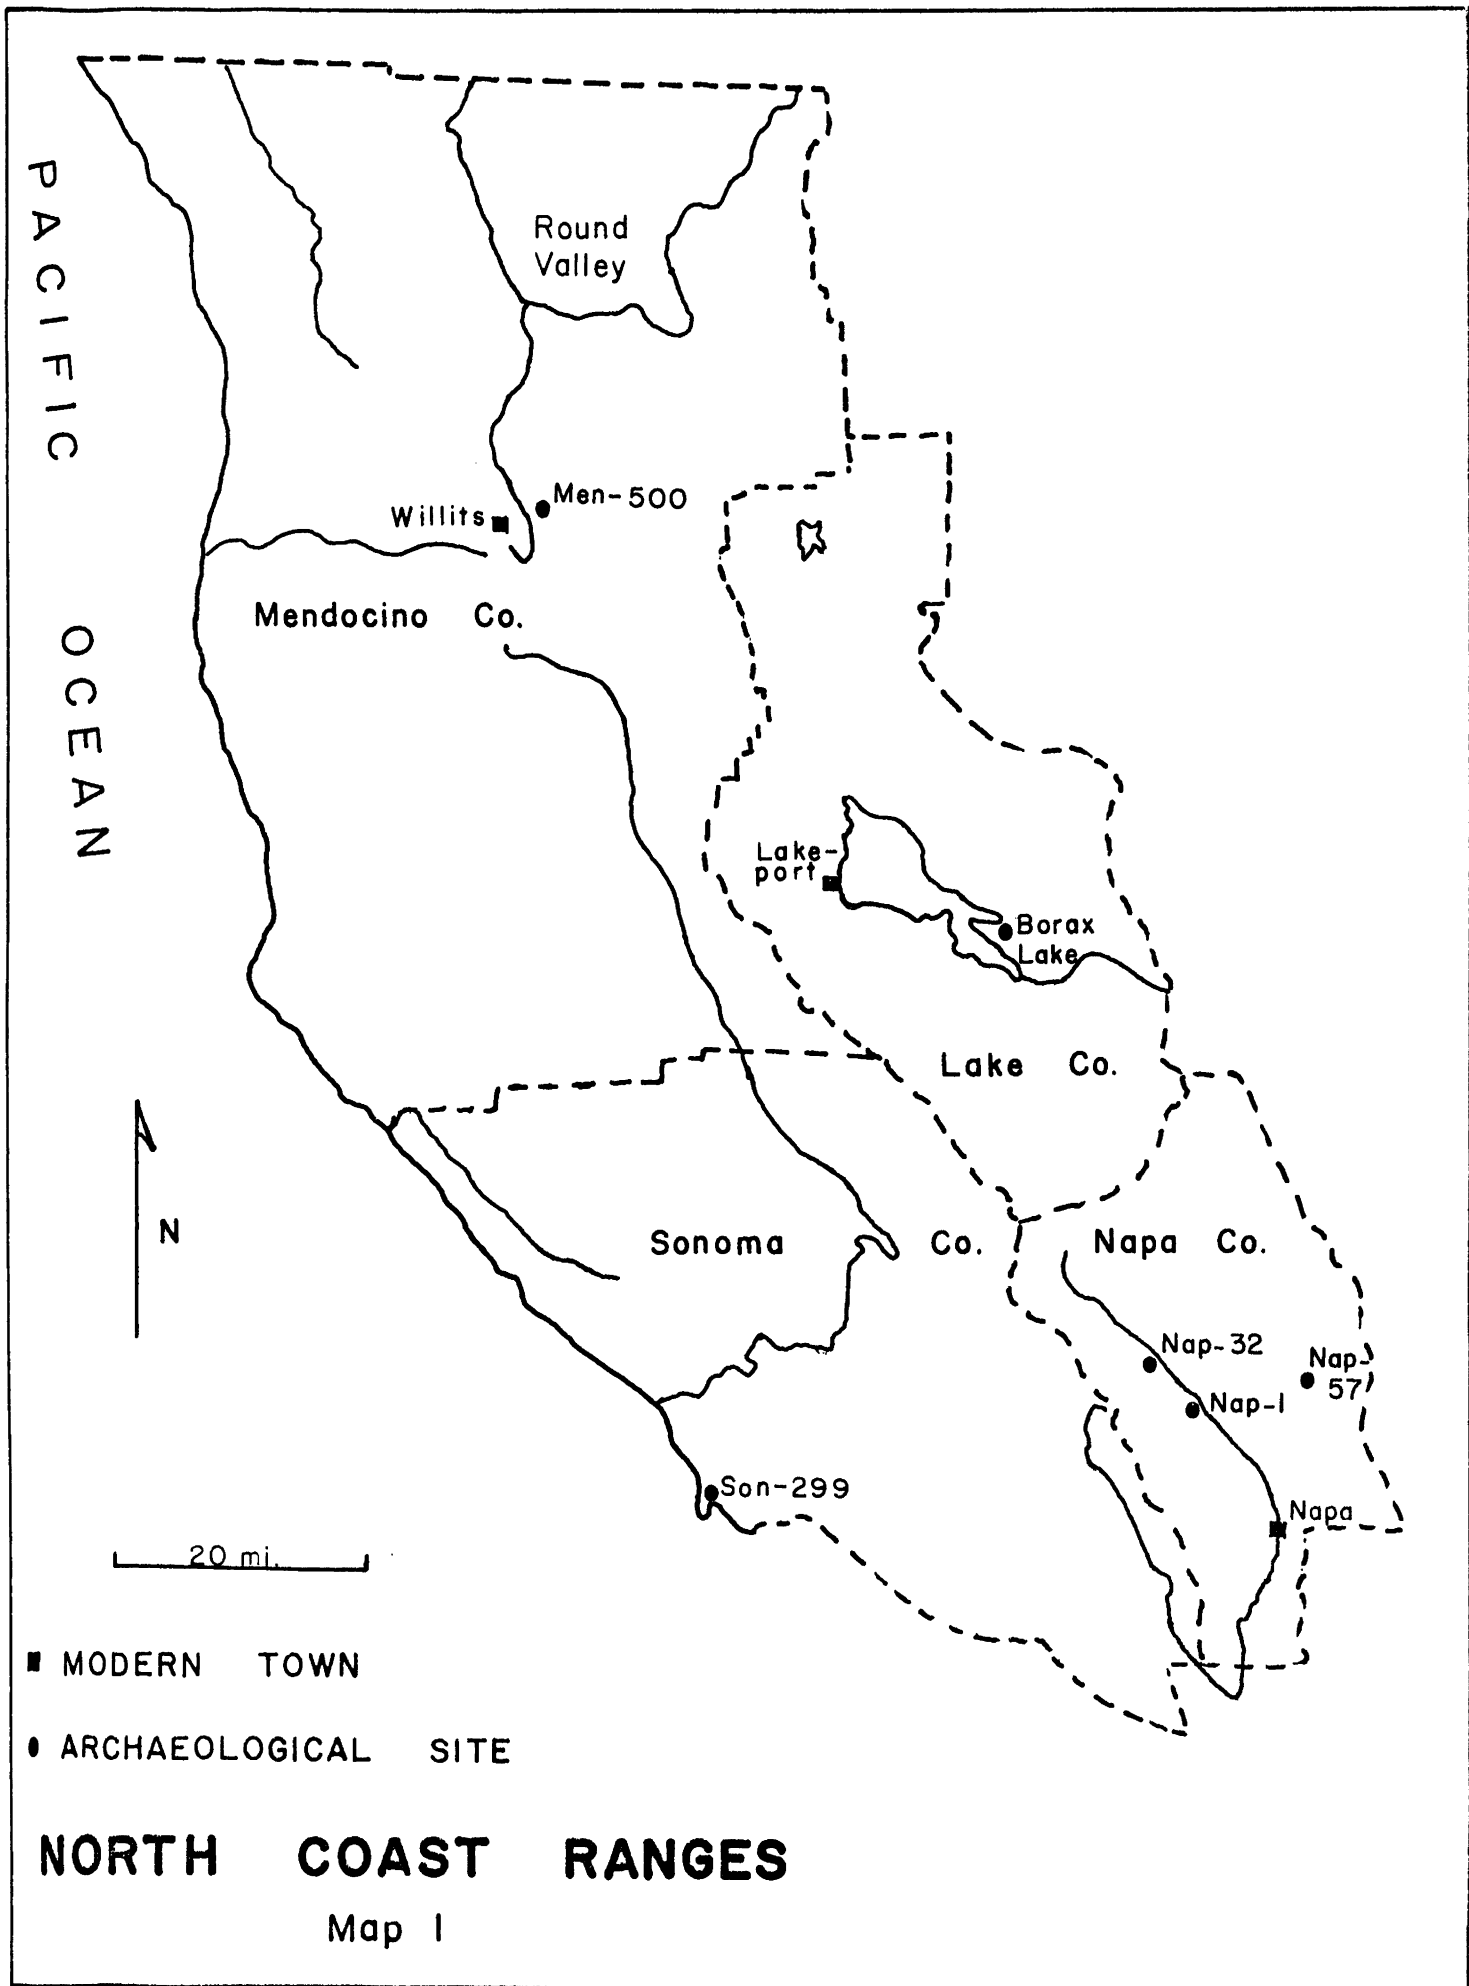 PACIFIC
OCEAN
Round
Valley
Men-500
Willits
Mendocino Co.
Lake-
port
Borax
Lake
Lake Co.
N
Sonoma Co.
Napa Co.
Nap-32
Nap-
57
Nap-1
Son-299
Napa
20 mi.
MODERN TOWN
ARCHAEOLOGICAL SITE
NORTH COAST RANGES
Map 1